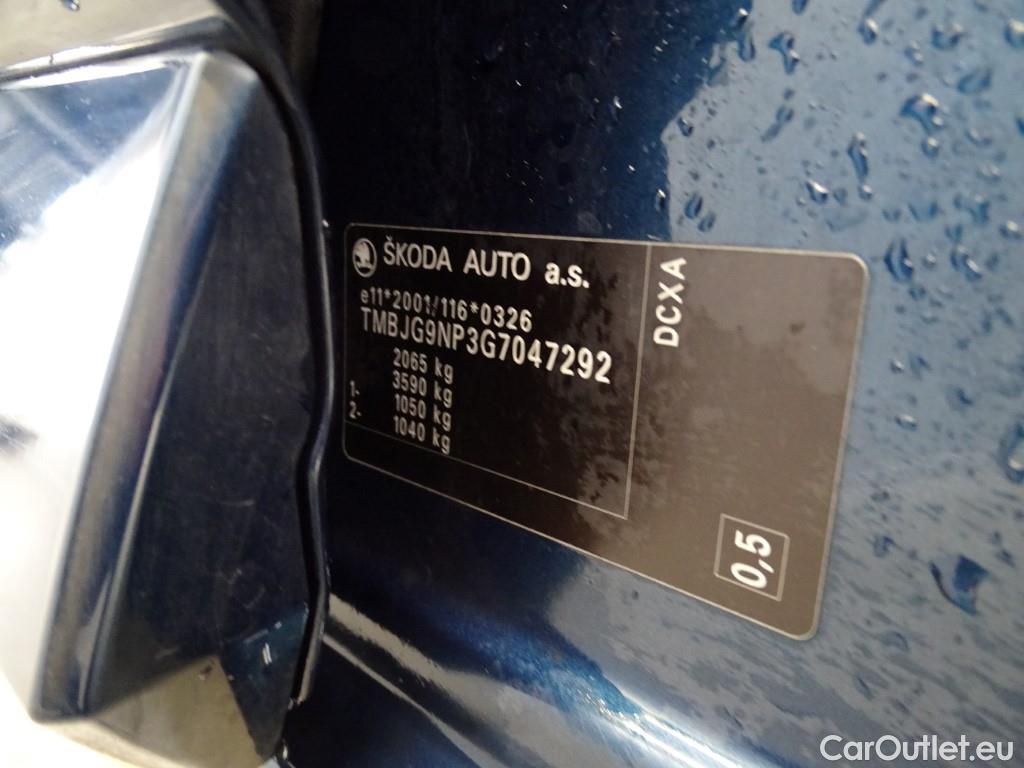 ŠKODA AUTO a.s.
e11*2001/116*0326
TMBJG9NP3G7047292
2065 kg
3590 kg
1- 1050 kg
2- 1040 kg
DCXA
0,5
CarOutlet.eu